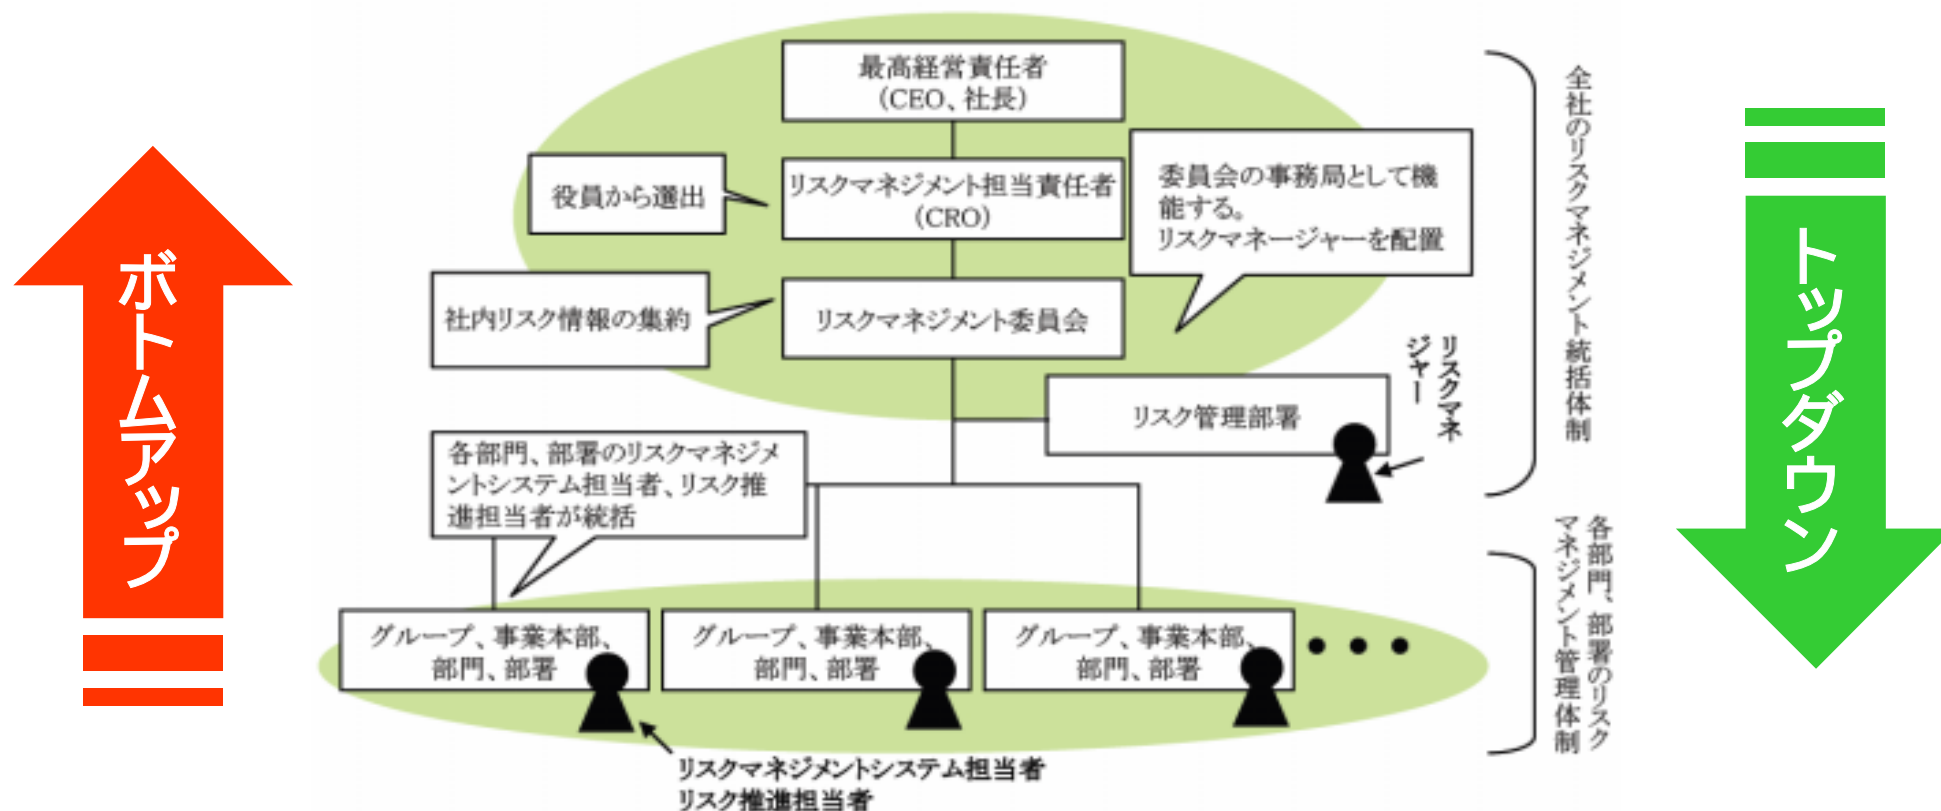 最高経営責任者
(CEO、社長)
役員から選出
リスクマネジメント担当責任者
(CRO)
委員会の事務局として機
能する。
リスクマネージャーを配置
社内リスク情報の集約
リスクマネジメント委員会
リスクマネ
ジャー
リスク管理部署
各部門、部署のリスクマネジメ
ントシステム担当者、リスク推
進担当者が統括
グループ、事業本部、
部門、部署
グループ、事業本部、
部門、部署
グループ、事業本部、
部門、部署
リスクマネジメントシステム担当者
リスク推進担当者
全社のリスクマネジメント統括体制
各部門、部署のリスク
マネジメント管理体制
ボトムアップ
トップダウン